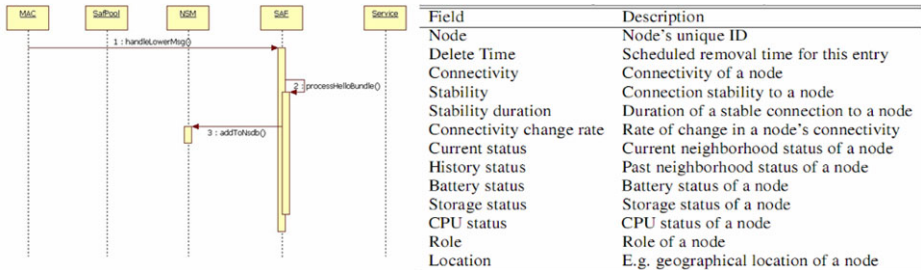 MAC
SafPool
NSM
SAF
Service
1 : handleLowerMsg()
2 : processHelloBundle()
3 : addToNsdb()
Field Description
Node Node's unique ID
Delete Time Scheduled removal time for this entry
Connectivity Connectivity of a node
Stability Connection stability to a node
Stability duration Duration of a stable connection to a node
Connectivity change rate Rate of change in a node's connectivity
Current status Current neighborhood status of a node
History status Past neighborhood status of a node
Battery status Battery status of a node
Storage status Storage status of a node
CPU status CPU status of a node
Role Role of a node
Location E.g. geographical location of a node